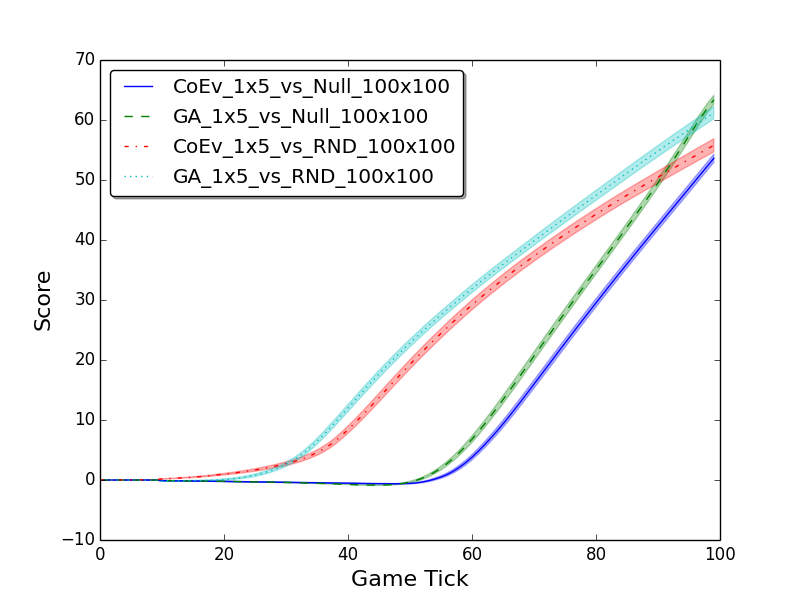 70
60
50
40
30
20
10
0
−10
0 20 40 60 80 100
Score
Game Tick
CoEv_1x5_vs_Null_100x100
GA_1x5_vs_Null_100x100
CoEv_1x5_vs_RND_100x100
GA_1x5_vs_RND_100x100